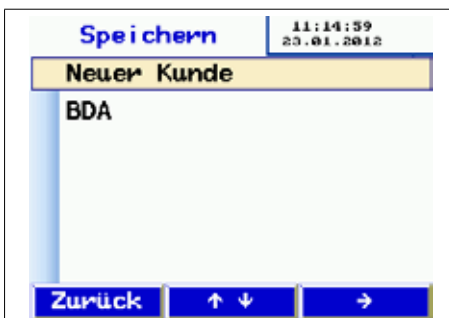 Speichern
11:14:59
23.01.2012
Neuer Kunde
BDA
Zurück ↑ ↓ →